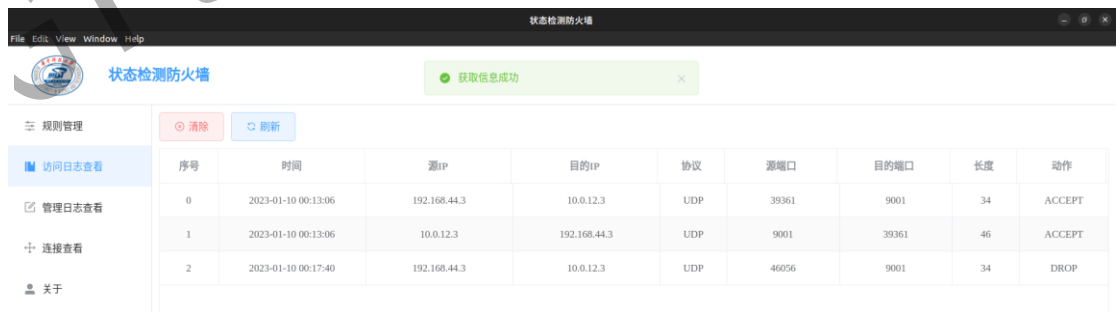 状态检测防火墙
File Edit View Window Help
状态检测防火墙
获取信息成功
规则管理
清除 刷新
访问日志查看
序号 时间 源IP 目的IP 协议 源端口 目的端口 长度 动作
管理日志查看
0 2023-01-10 00:13:06 192.168.44.3 10.0.12.3 UDP 39361 9001 34 ACCEPT
连接查看
1 2023-01-10 00:13:06 10.0.12.3 192.168.44.3 UDP 9001 39361 46 ACCEPT
2 2023-01-10 00:17:40 192.168.44.3 10.0.12.3 UDP 46056 9001 34 DROP
关于